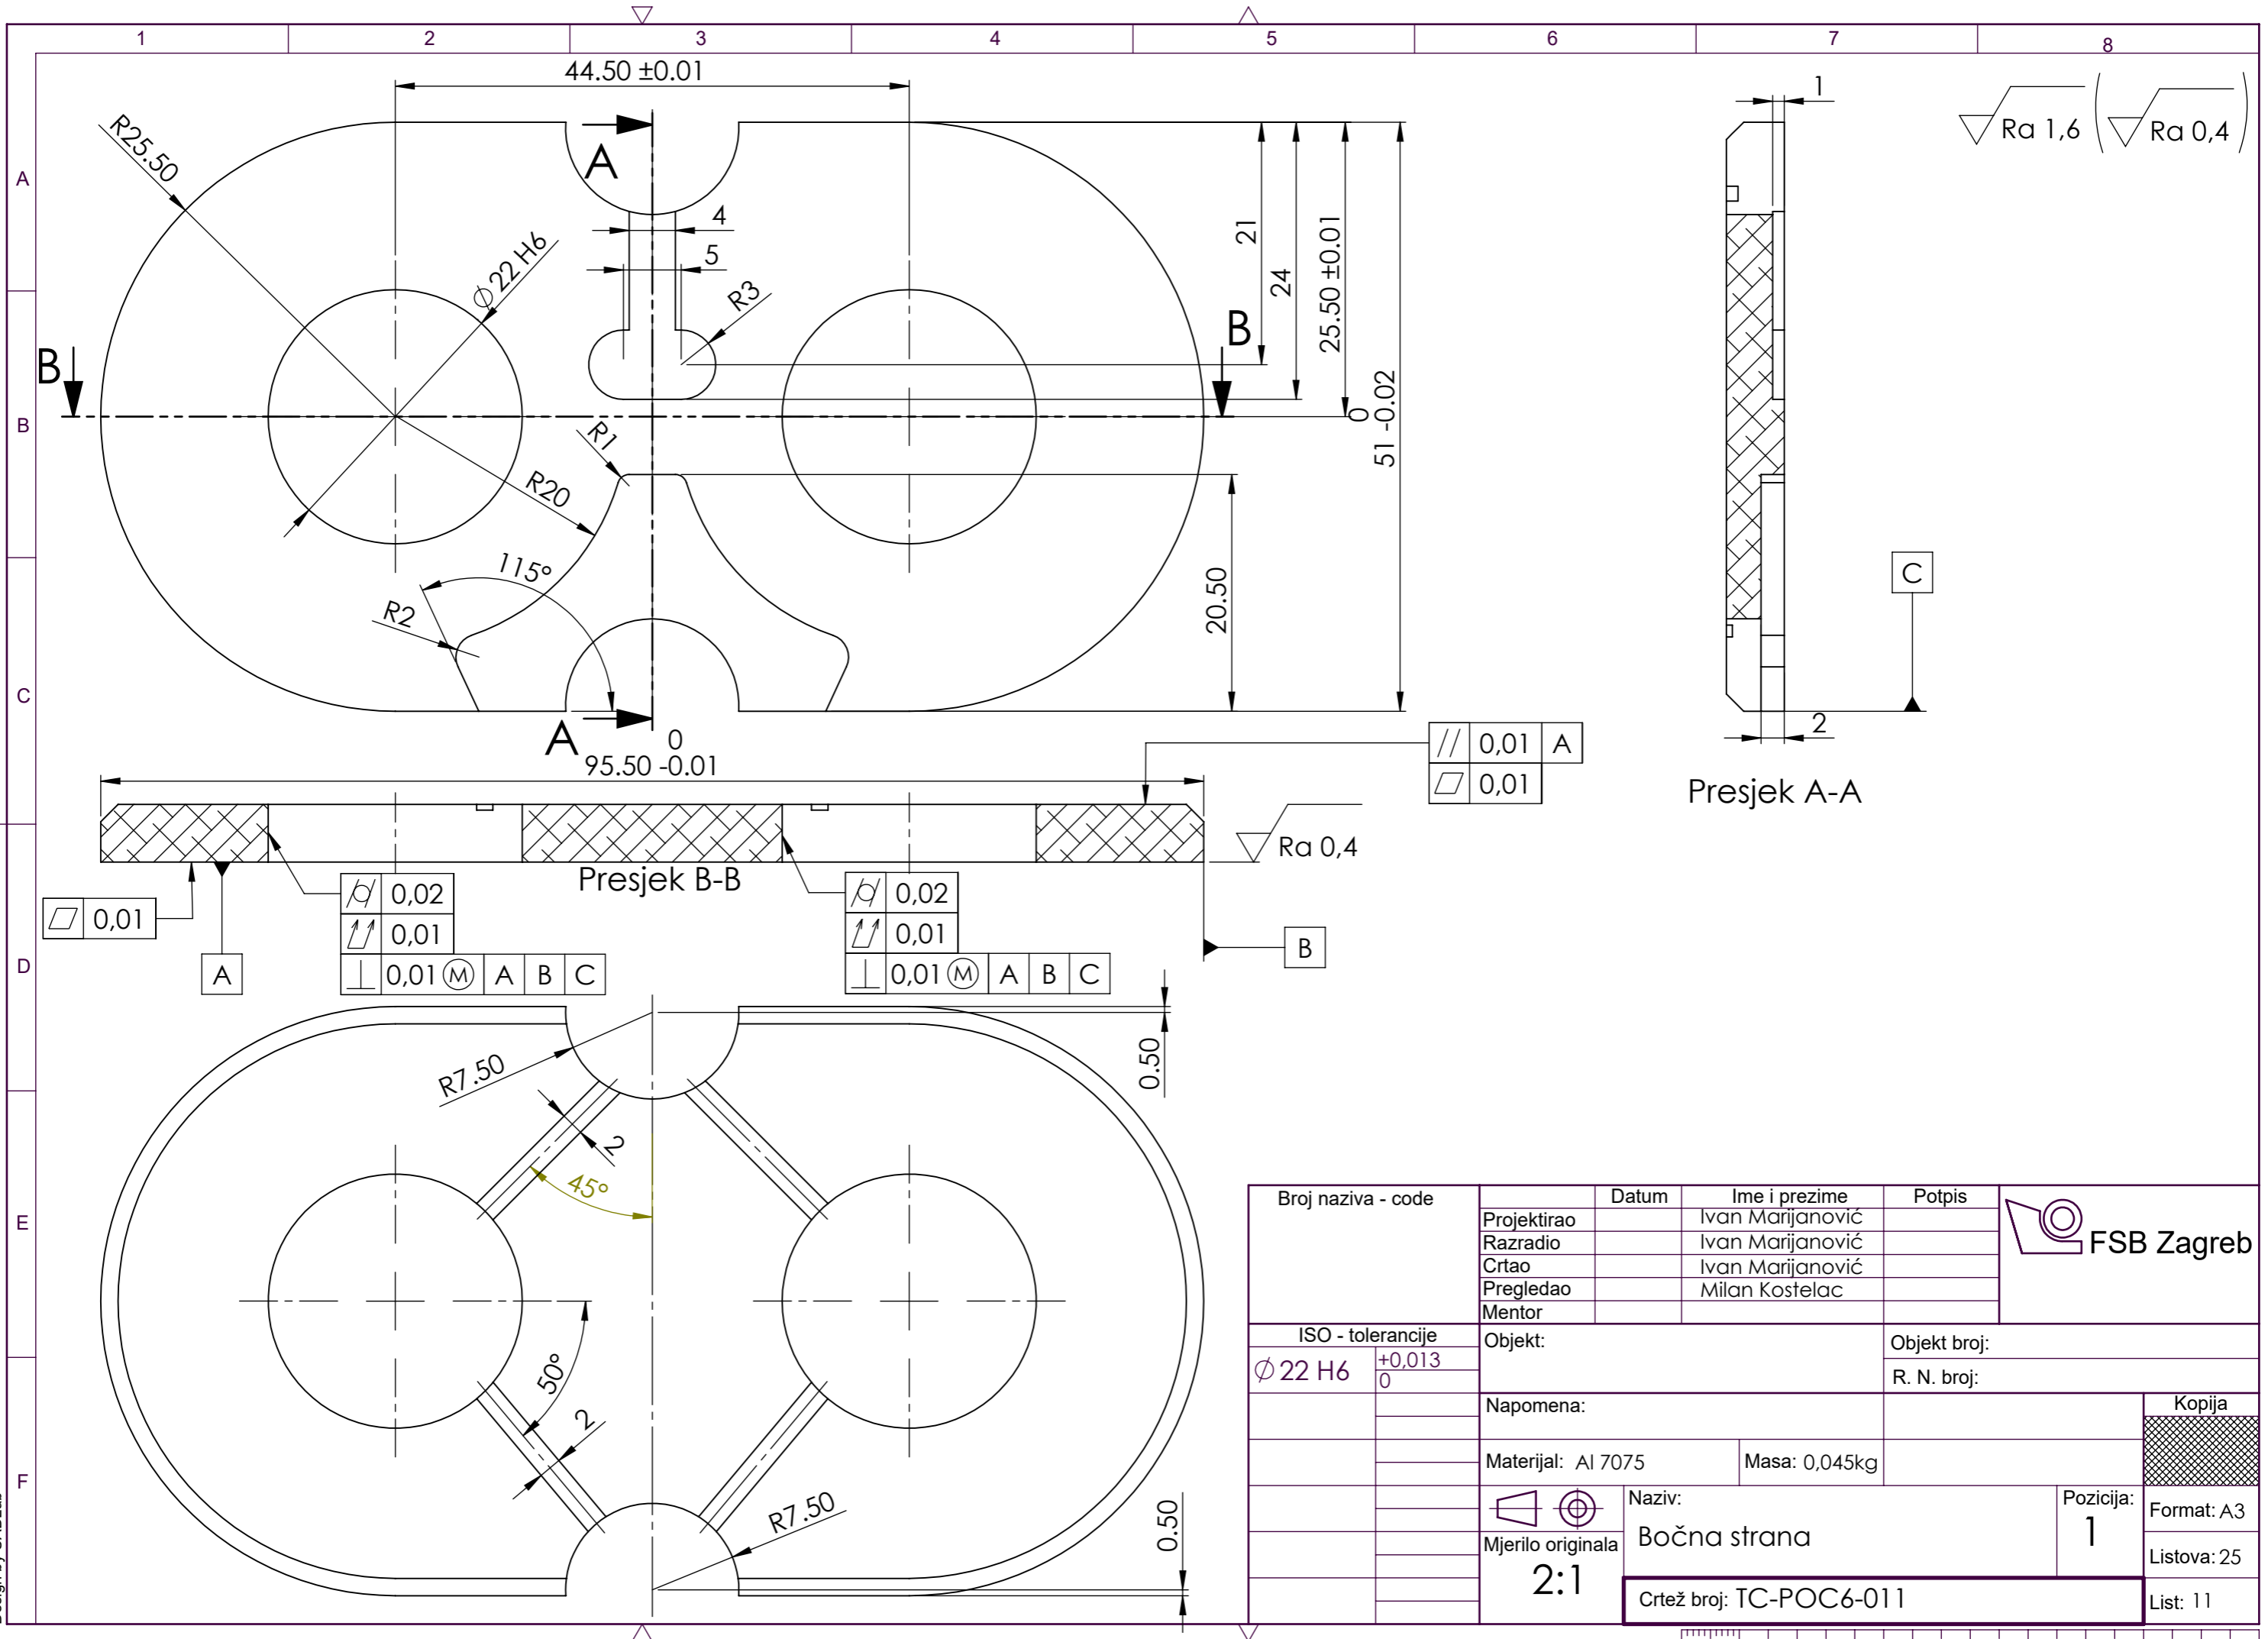 1 2 3 4 5 6 7 8
A
B
C
D
E
F
44.50 ±0.01
R25.50
A
4
5
⌀ 22 H6
R3
21
24
25.50 ±0.01
0
51 -0.02
B
B
R1
R20
115°
R2
20.50
A
1
Ra 1,6 ( Ra 0,4 )
C
2
Presjek A-A
0
95.50 -0.01
// 0,01 A
⏥ 0,01
Ra 0,4
Presjek B-B
⏥ 0,01
A
⌭ 0,02
⌰ 0,01
⊥ 0,01 Ⓜ A B C
⌭ 0,02
⌰ 0,01
⊥ 0,01 Ⓜ A B C
B
R7.50
0.50
2
45°
50°
2
R7.50
0.50
Broj naziva - code
Datum Ime i prezime Potpis
Projektirao Ivan Marijanović
Razradio Ivan Marijanović
Crtao Ivan Marijanović
Pregledao Milan Kostelac
Mentor
FSB Zagreb
ISO - tolerancije
⌀ 22 H6 +0,013
0
Objekt:
Objekt broj:
R. N. broj:
Napomena:
Kopija
Materijal: Al 7075
Masa: 0,045kg
Naziv:
Bočna strana
Pozicija:
1
Format: A3
Mjerilo originala
2:1
Listova: 25
Crtež broj: TC-POC6-011
List: 11